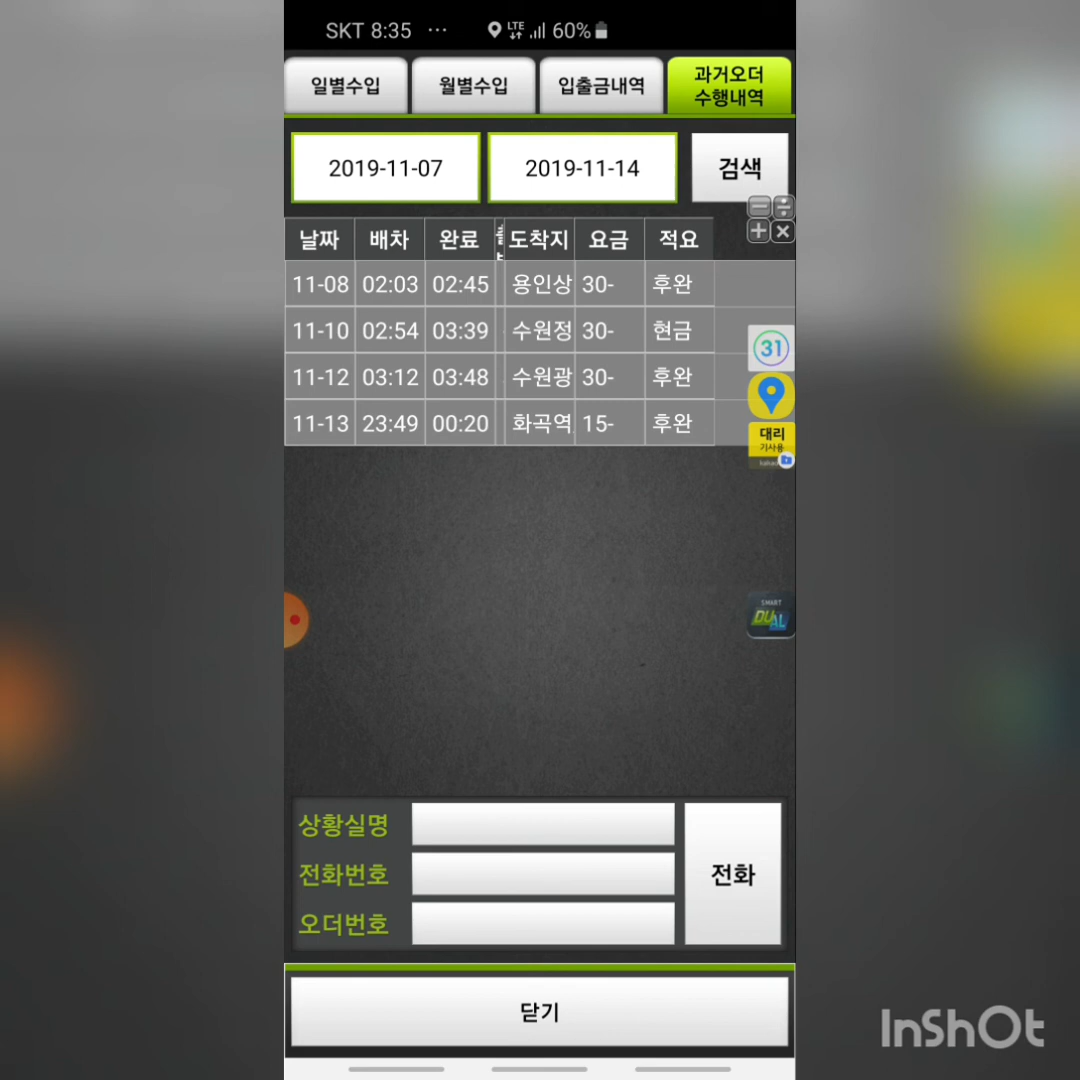 SKT 8:35 ··· LTE 60%
일별수입 월별수입 입출금내역 과거오더
수행내역
2019-11-07 2019-11-14 검색
날짜 배차 완료 도착지 요금 적요
11-08 02:03 02:45 용인상 30- 후완
11-10 02:54 03:39 수원정 30- 현금
31
11-12 03:12 03:48 수원광 30- 후완
11-13 23:49 00:20 화곡역 15- 후완
대리
기사용
SMART
DUAL
상황실명
전화번호
전화
오더번호
닫기
InShOt